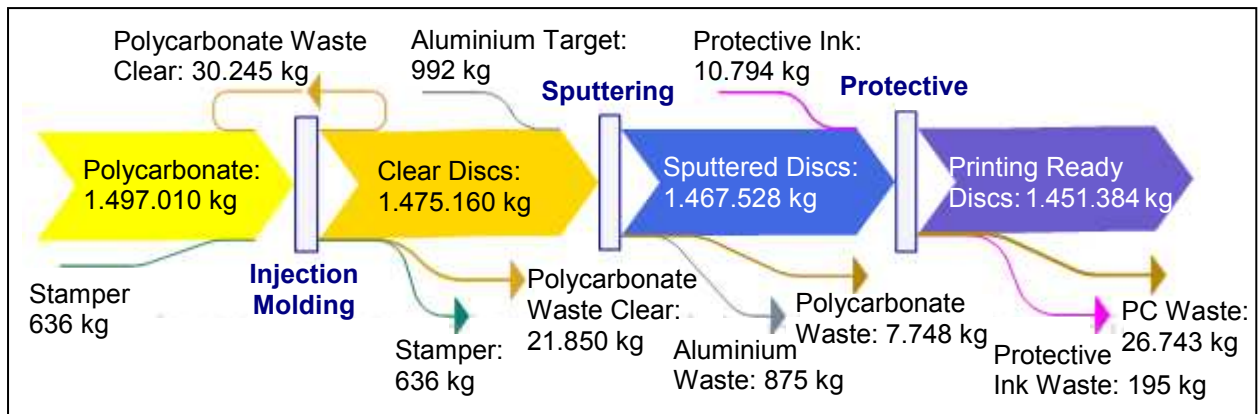 Polycarbonate Waste
Clear: 30.245 kg
Aluminium Target:
992 kg
Protective Ink:
10.794 kg
Sputtering
Protective
Polycarbonate:
1.497.010 kg
Clear Discs:
1.475.160 kg
Sputtered Discs:
1.467.528 kg
Printing Ready
Discs: 1.451.384 kg
Stamper
636 kg
Injection
Molding
Stamper:
636 kg
Polycarbonate
Waste Clear:
21.850 kg
Aluminium
Waste: 875 kg
Polycarbonate
Waste: 7.748 kg
Protective
Ink Waste: 195 kg
PC Waste:
26.743 kg